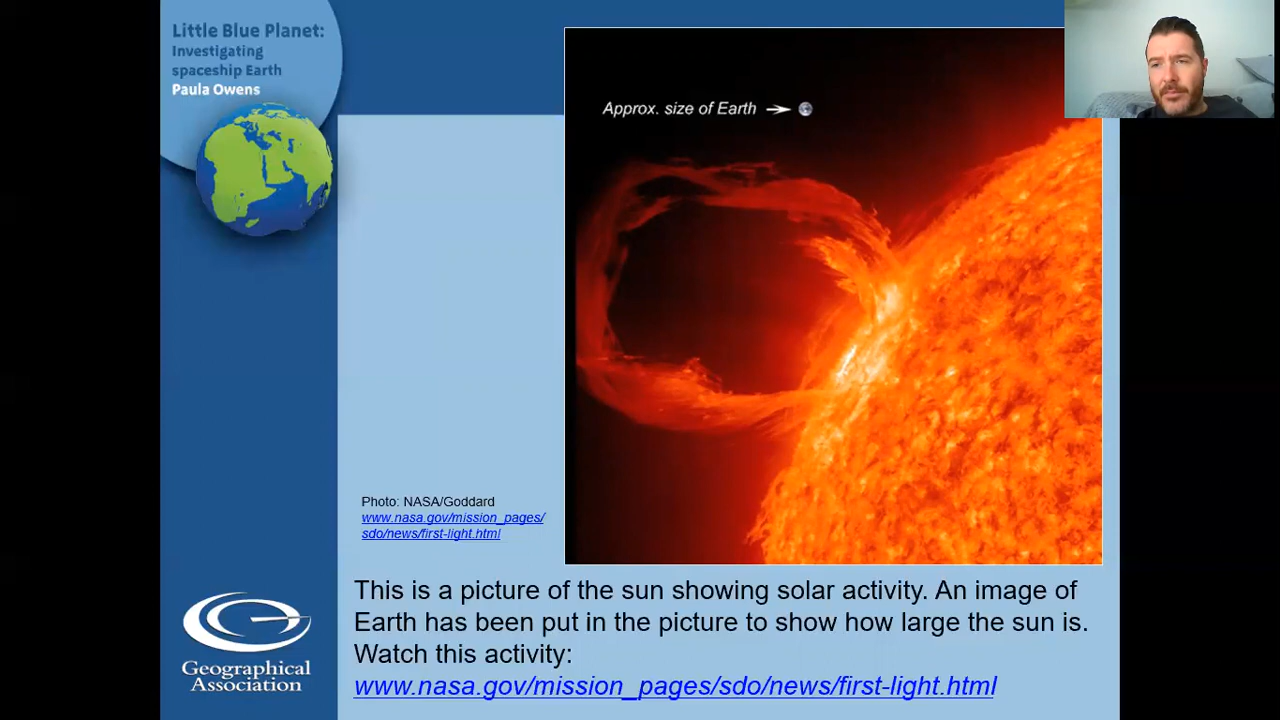 Little Blue Planet:
Investigating
spaceship Earth
Paula Owens
Approx. size of Earth
Photo: NASA/Goddard
www.nasa.gov/mission_pages/
sdo/news/first-light.html
This is a picture of the sun showing solar activity. An image of
Earth has been put in the picture to show how large the sun is.
Watch this activity:
www.nasa.gov/mission_pages/sdo/news/first-light.html
Geographical
Association